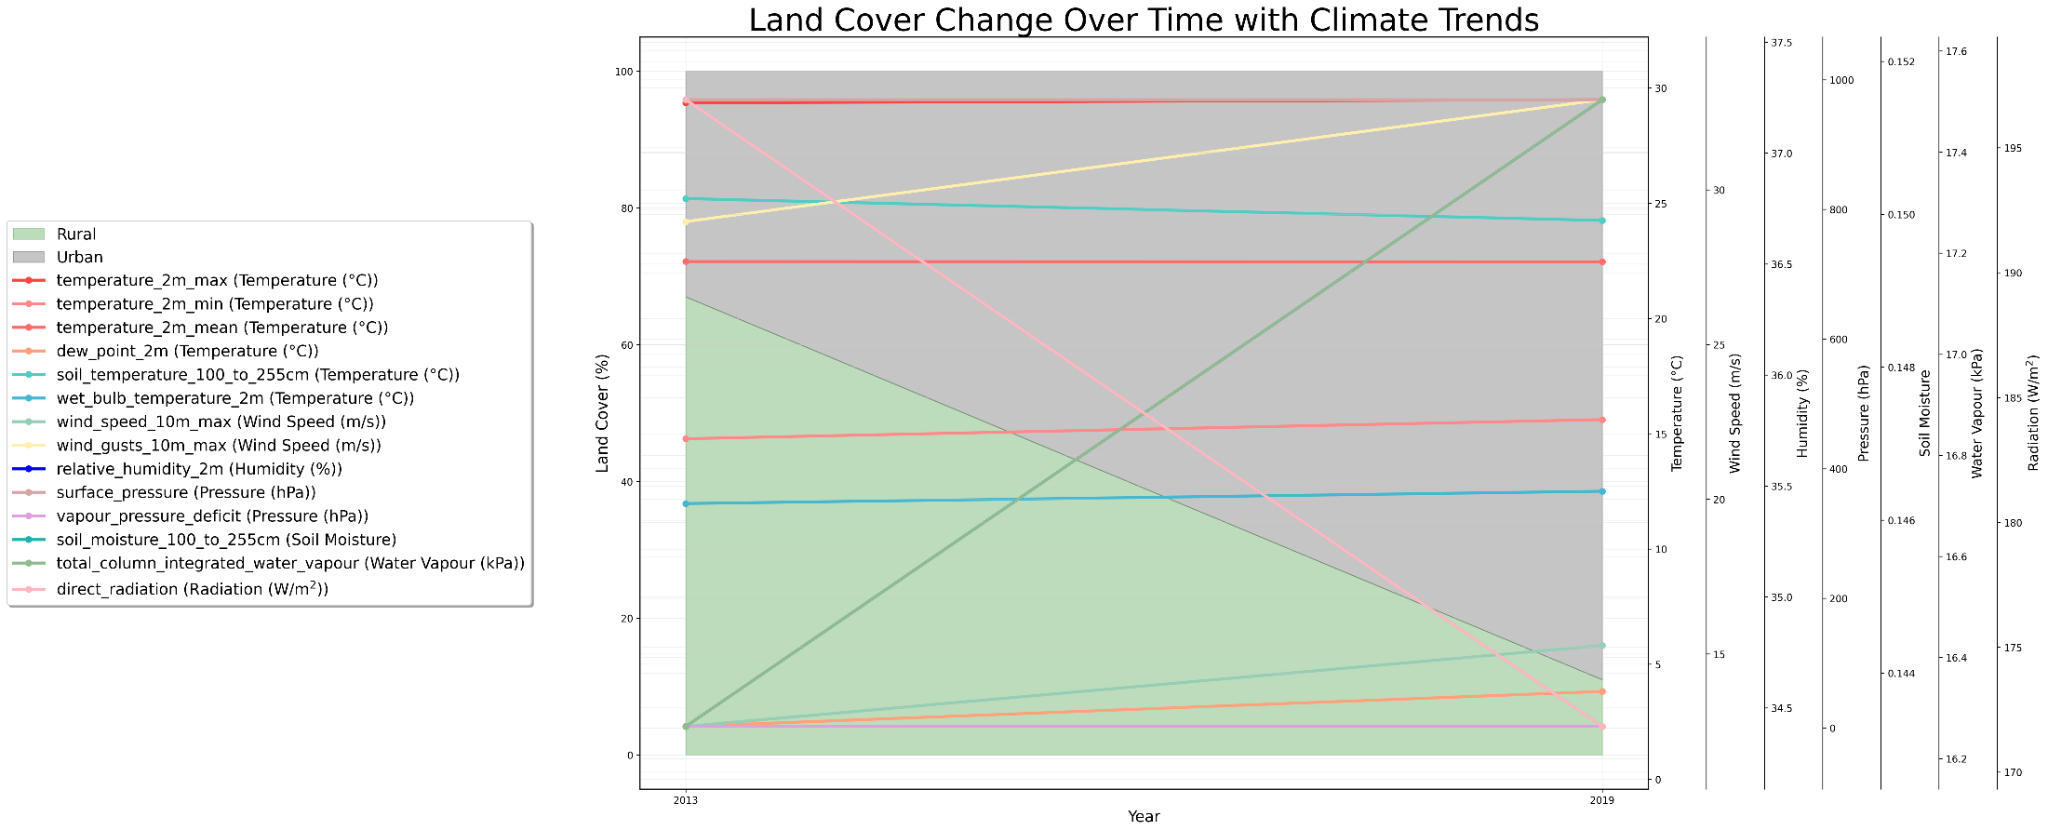 Land Cover Change Over Time with Climate Trends
Rural
Urban
temperature_2m_max (Temperature (°C))
temperature_2m_min (Temperature (°C))
temperature_2m_mean (Temperature (°C))
dew_point_2m (Temperature (°C))
soil_temperature_100_to_255cm (Temperature (°C))
wet_bulb_temperature_2m (Temperature (°C))
wind_speed_10m_max (Wind Speed (m/s))
wind_gusts_10m_max (Wind Speed (m/s))
relative_humidity_2m (Humidity (%))
surface_pressure (Pressure (hPa))
vapour_pressure_deficit (Pressure (hPa))
soil_moisture_100_to_255cm (Soil Moisture)
total_column_integrated_water_vapour (Water Vapour (kPa))
direct_radiation (Radiation (W/m²))
Land Cover (%)
100
80
60
40
20
0
2013
2019
Year
30
25
20
15
10
5
0
Temperature (°C)
30
25
20
15
Wind Speed (m/s)
37.5
37.0
36.5
36.0
35.5
35.0
34.5
Humidity (%)
1000
800
600
400
200
0
Pressure (hPa)
0.152
0.150
0.148
0.146
0.144
Soil Moisture
17.6
17.4
17.2
17.0
16.8
16.6
16.4
16.2
Water Vapour (kPa)
195
190
185
180
175
170
Radiation (W/m²)